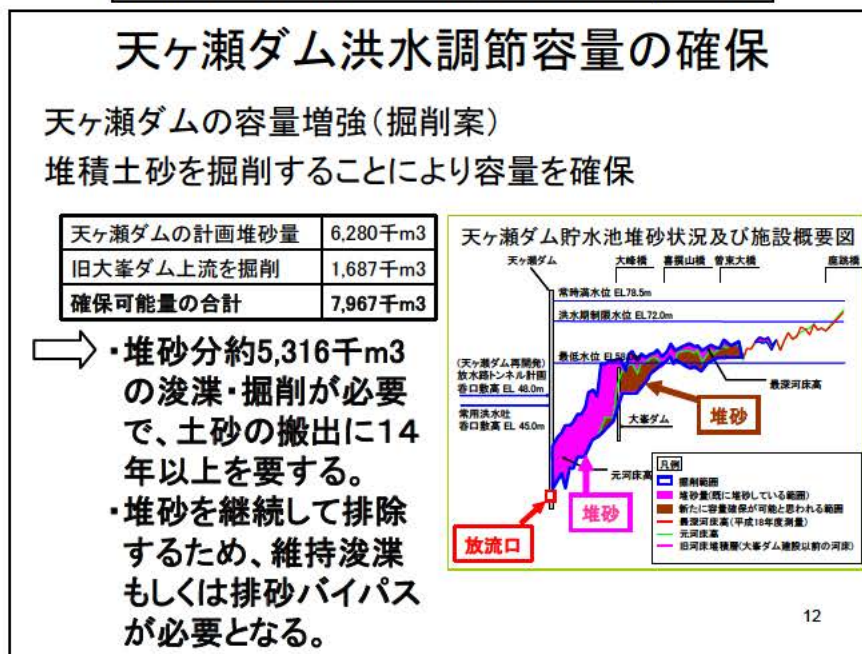 天ヶ瀬ダム洪水調節容量の確保
天ヶ瀬ダムの容量増強(掘削案)
堆積土砂を掘削することにより容量を確保
天ヶ瀬ダムの計画堆砂量 6,280千m3
旧大峯ダム上流を掘削 1,687千m3
確保可能量の合計 7,967千m3
・堆砂分約5,316千m3
の浚渫・掘削が必要
で、土砂の搬出に14
年以上を要する。
・堆砂を継続して排除
するため、維持浚渫
もしくは排砂バイパス
が必要となる。
天ヶ瀬ダム貯水池堆砂状況及び施設概要図
天ヶ瀬ダム 大峰橋 喜撰山橋 曽東大橋 鹿跳橋
常時満水位 EL78.5m
洪水期制限水位 EL72.0m
最低水位 EL58.
(天ヶ瀬ダム再開発)
放水路トンネル計画
呑口敷高 EL 48.0m
常用洪水吐
呑口敷高 EL 45.0m
最深河床高
堆砂
大峯ダム
元河床高
堆砂
放流口
凡例
掘削範囲
堆砂量(既に堆砂している範囲)
新たに容量確保が可能と思われる範囲
最深河床高(平成18年度測量)
元河床高
旧河床堆積層(大峯ダム建設以前の河床)
12